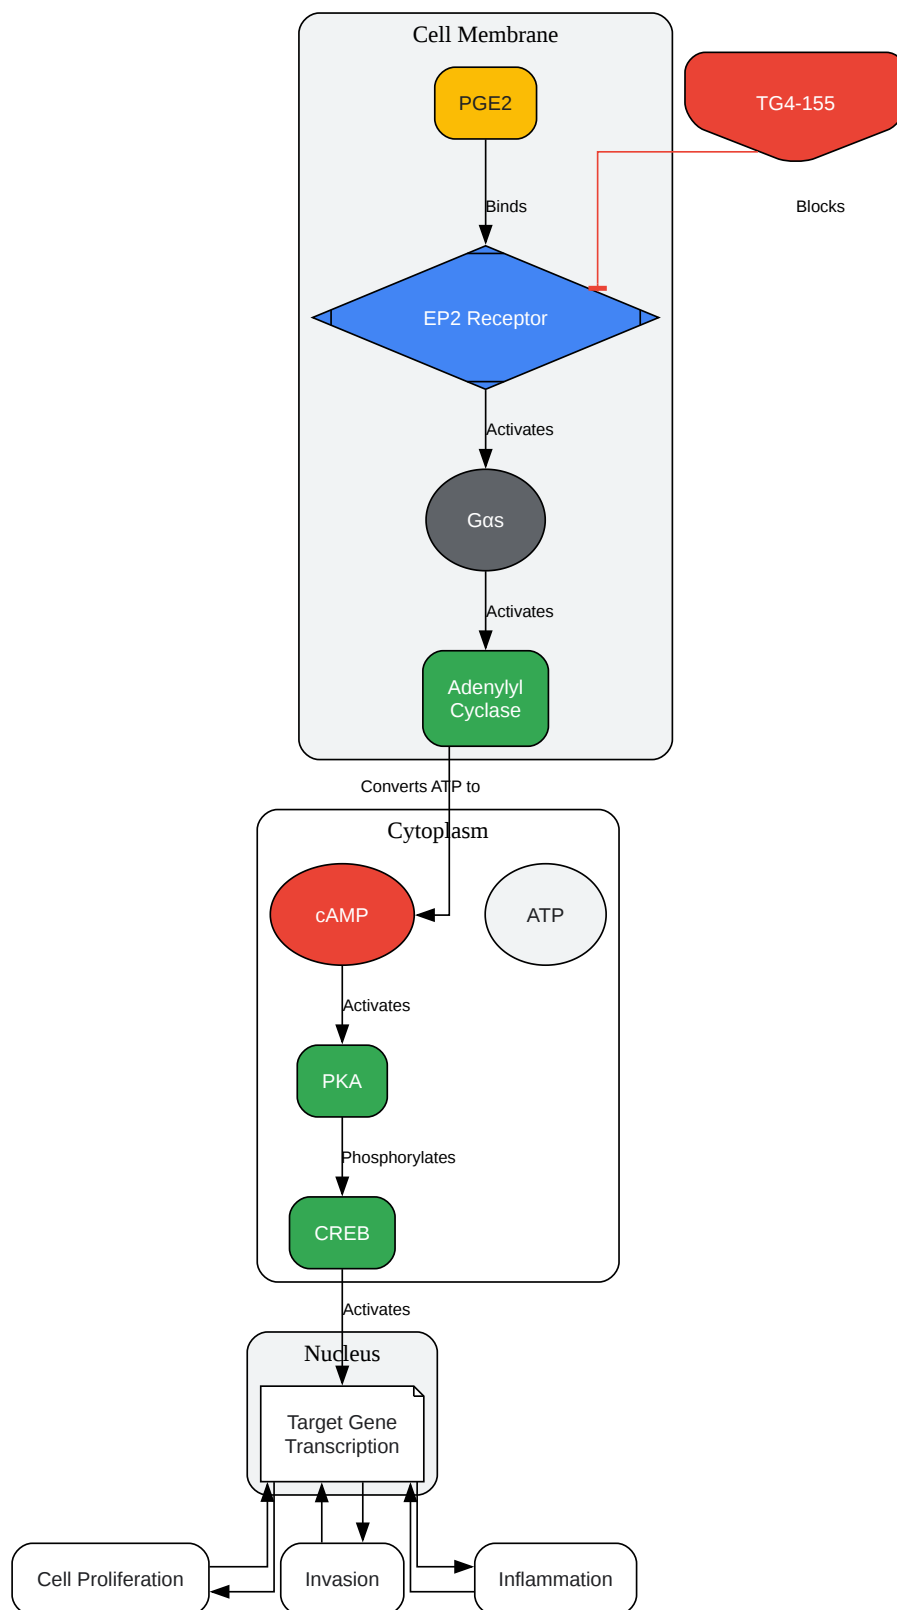 Cell Membrane
PGE2
TG4-155
Binds
Blocks
EP2 Receptor
Activates
Gαs
Activates
Adenylyl
Cyclase
Converts ATP to
Cytoplasm
cAMP
ATP
Activates
PKA
Phosphorylates
CREB
Activates
Nucleus
Target Gene
Transcription
Cell Proliferation
Invasion
Inflammation